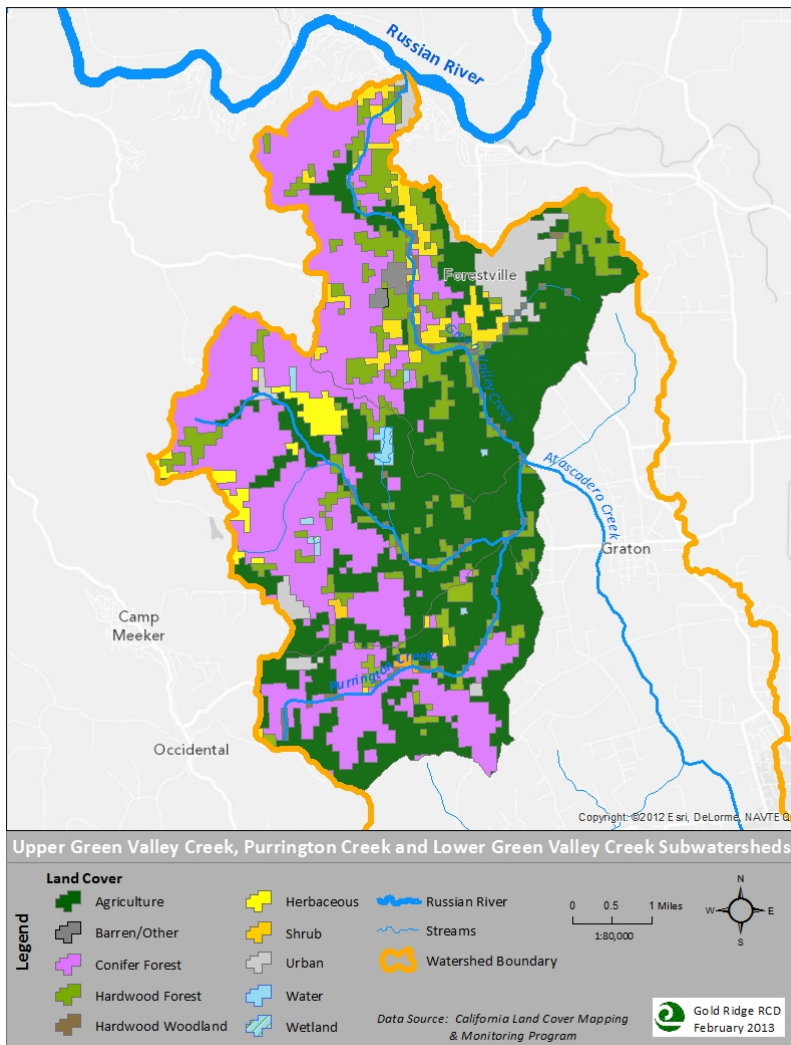 Russian River
Forestville
Green Valley Creek
Atascadero Creek
Graton
Camp
Meeker
Purrington Creek
Occidental
Copyright: ©2012 Esri, DeLorme, NAVTEQ
Upper Green Valley Creek, Purrington Creek and Lower Green Valley Creek Subwatersheds
Legend
Land Cover
Agriculture
Barren/Other
Conifer Forest
Hardwood Forest
Hardwood Woodland
Herbaceous
Shrub
Urban
Water
Wetland
Russian River
Streams
Watershed Boundary
0 0.5 1 Miles
1:80,000
N
W E
S
Data Source: California Land Cover Mapping
& Monitoring Program
Gold Ridge RCD
February 2013